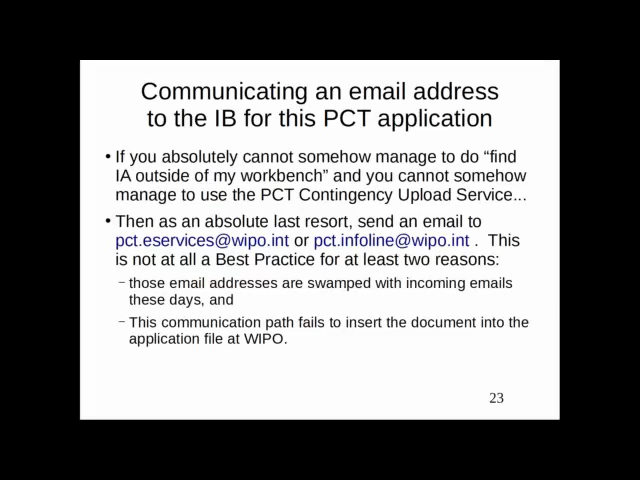 Communicating an email address
to the IB for this PCT application
• If you absolutely cannot somehow manage to do “find
IA outside of my workbench” and you cannot somehow
manage to use the PCT Contingency Upload Service...
• Then as an absolute last resort, send an email to
pct.eservices@wipo.int or pct.infoline@wipo.int . This
is not at all a Best Practice for at least two reasons:
– those email addresses are swamped with incoming emails
these days, and
– This communication path fails to insert the document into the
application file at WIPO.
23